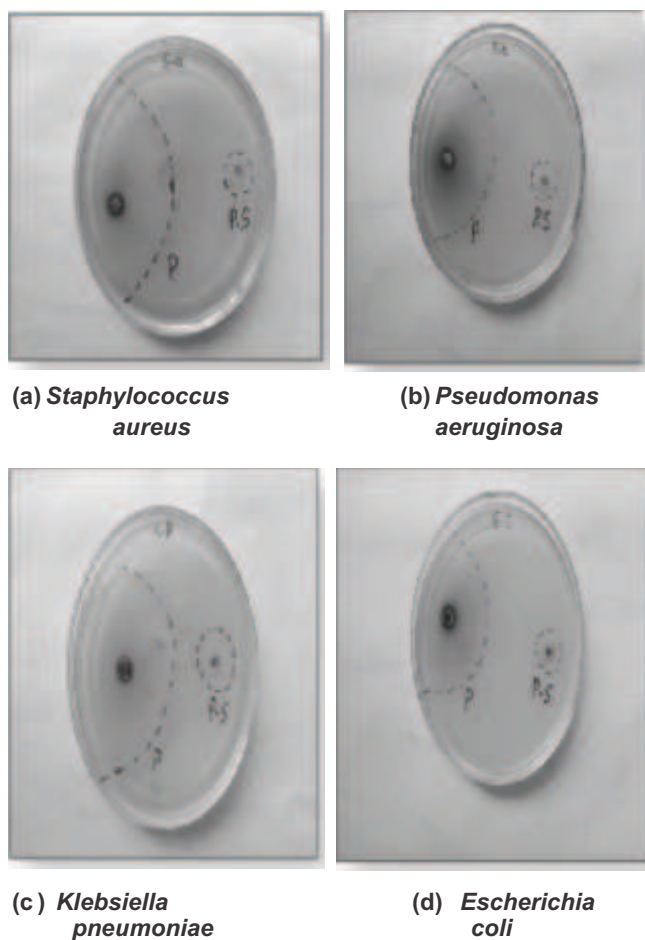 P
P.S
(a) Staphylococcus
aureus
P
P.S
(b) Pseudomonas
aeruginosa
P
P.S
(c ) Klebsiella
pneumoniae
P
P.S
(d) Escherichia
coli